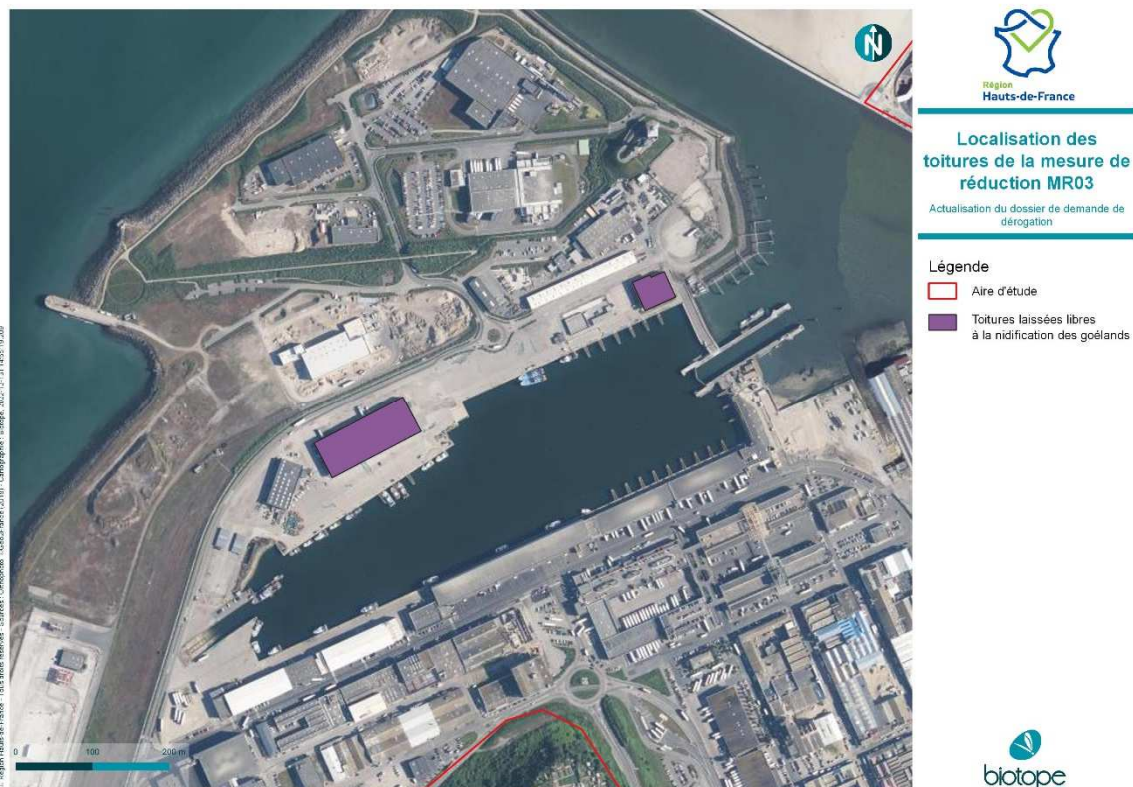 N
Région
Hauts-de-France
Localisation des
toitures de la mesure de
réduction MR03
Actualisation du dossier de demande de
dérogation
Légende
Aire d'étude
Toitures laissées libres
à la nidification des goélands
0 100 200 m
biotope